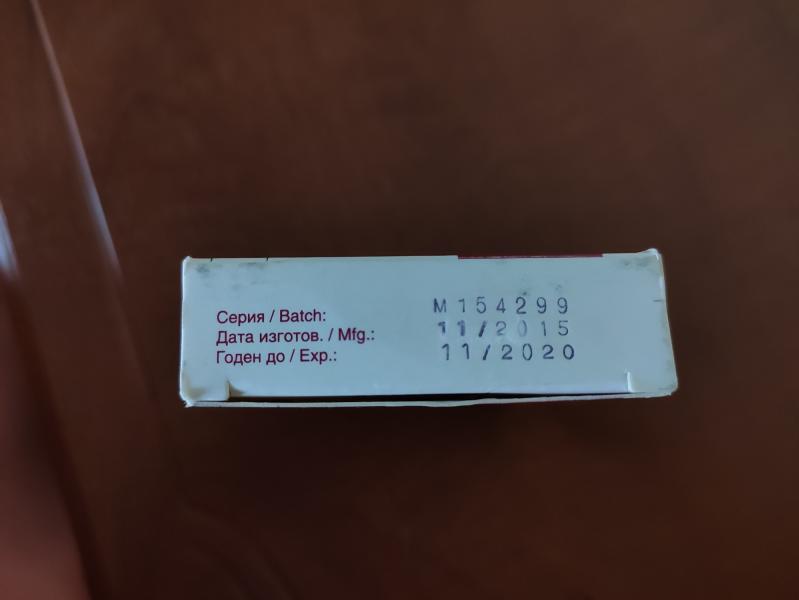 Серия / Batch: M154299
Дата изготов. / Mfg.: 11/2015
Годен до / Exp.: 11/2020